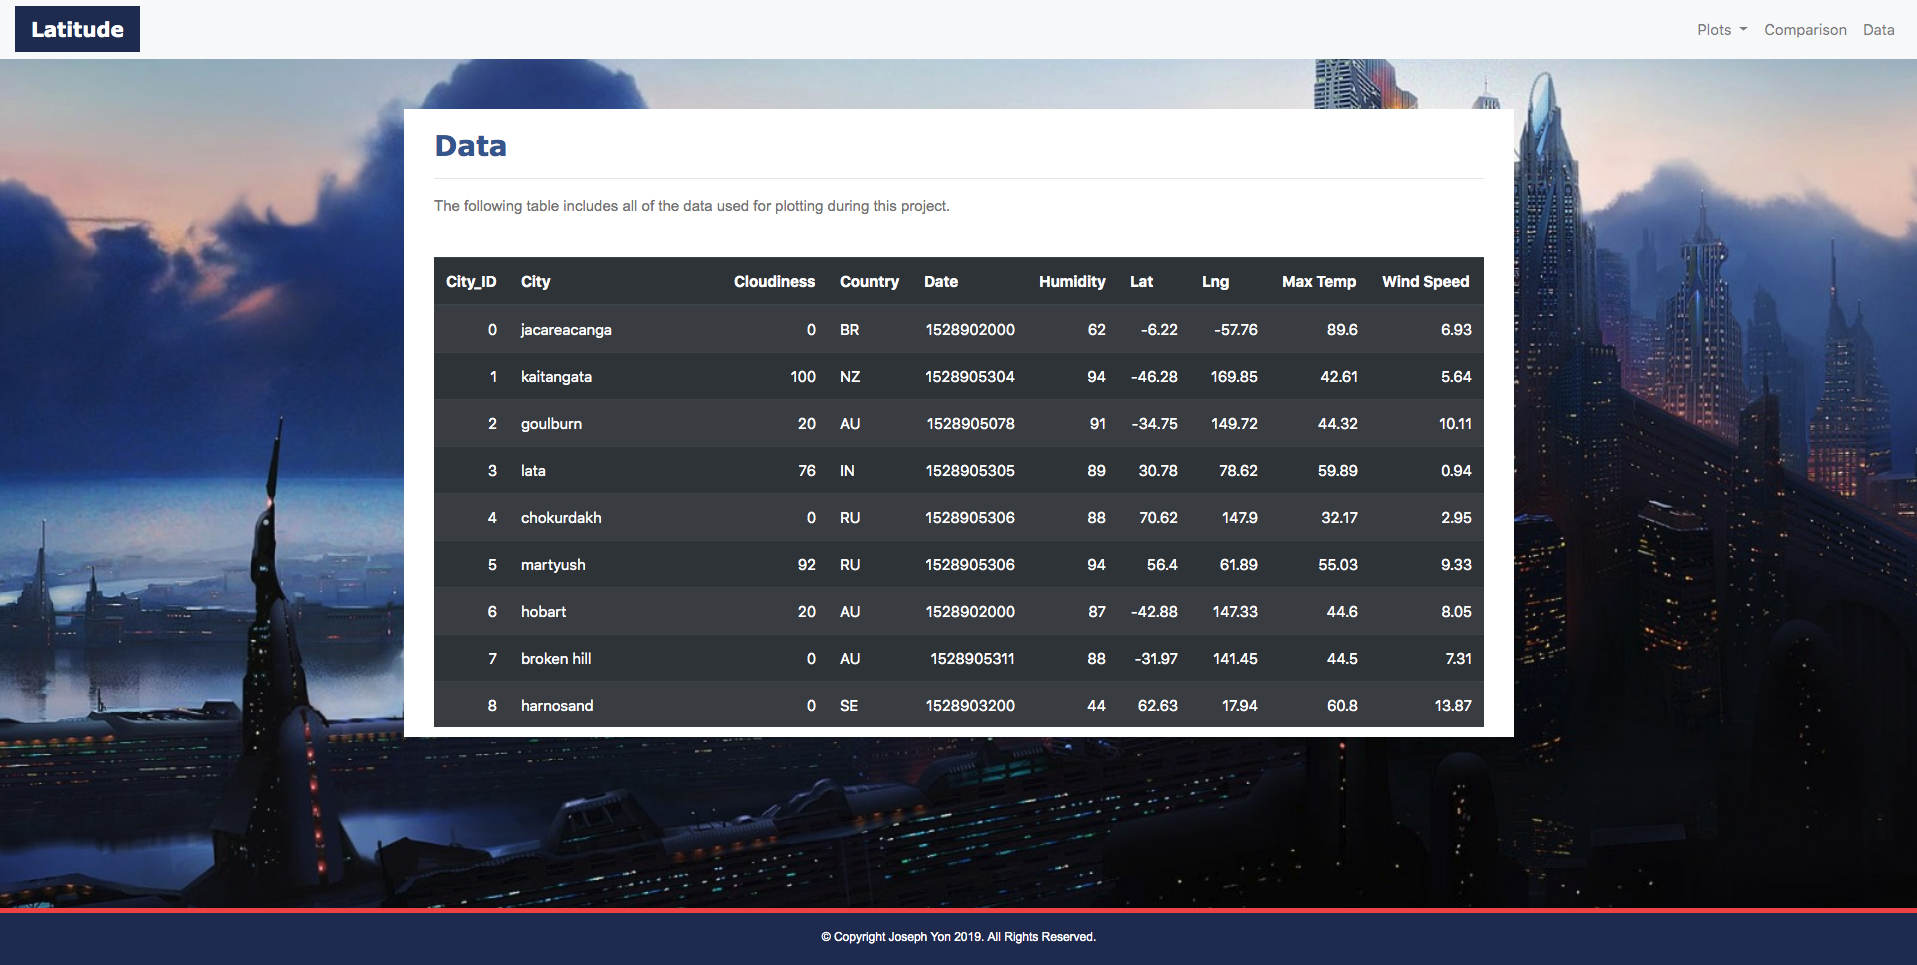 Latitude
Plots Comparison Data
Data
The following table includes all of the data used for plotting during this project.
City_ID City Cloudiness Country Date Humidity Lat Lng Max Temp Wind Speed
0 jacareacanga 0 BR 1528902000 62 -6.22 -57.76 89.6 6.93
1 kaitangata 100 NZ 1528905304 94 -46.28 169.85 42.61 5.64
2 goulburn 20 AU 1528905078 91 -34.75 149.72 44.32 10.11
3 lata 76 IN 1528905305 89 30.78 78.62 59.89 0.94
4 chokurdakh 0 RU 1528905306 88 70.62 147.9 32.17 2.95
5 martyush 92 RU 1528905306 94 56.4 61.89 55.03 9.33
6 hobart 20 AU 1528902000 87 -42.88 147.33 44.6 8.05
7 broken hill 0 AU 1528905311 88 -31.97 141.45 44.5 7.31
8 harnosand 0 SE 1528903200 44 62.63 17.94 60.8 13.87
© Copyright Joseph Yon 2019. All Rights Reserved.